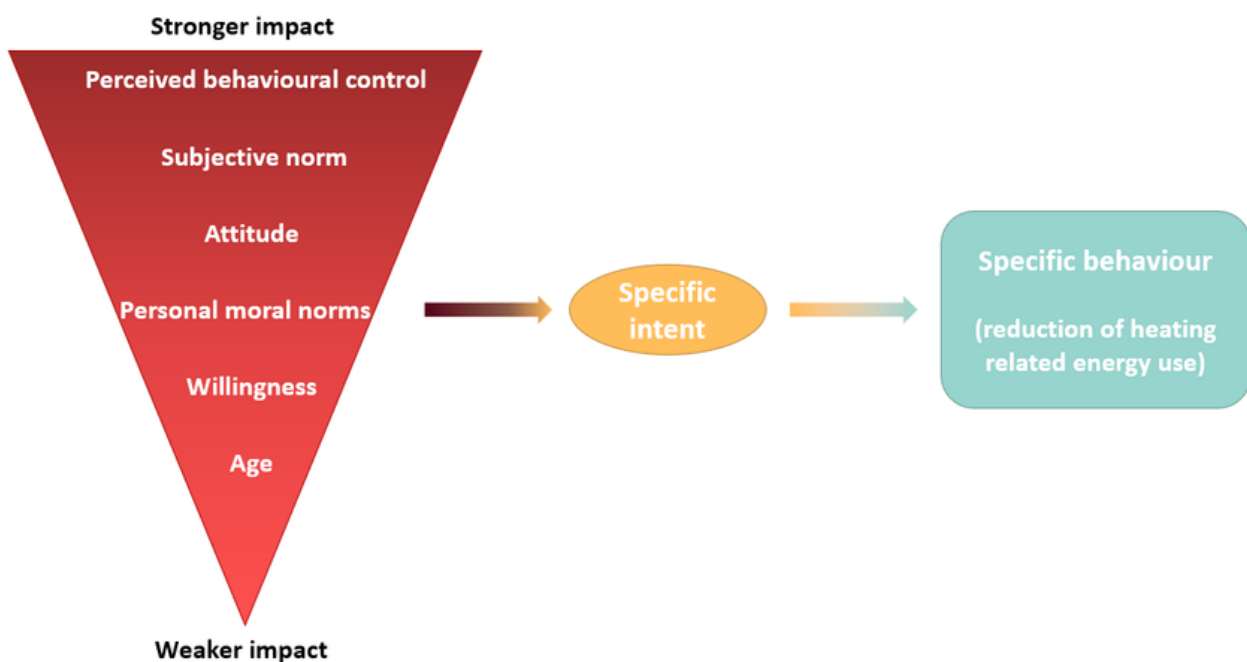 Stronger impact
Perceived behavioural control
Subjective norm
Attitude
Personal moral norms
Willingness
Age
Weaker impact
Specific
intent
Specific behaviour
(reduction of heating
related energy use)